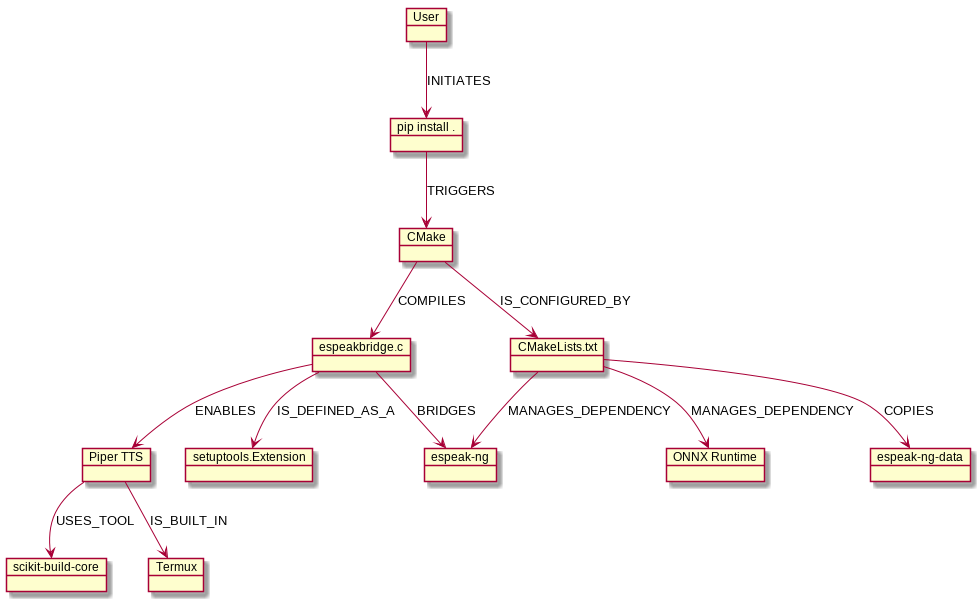 User
INITIATES
pip install .
TRIGGERS
CMake
COMPILES
IS_CONFIGURED_BY
espeakbridge.c
CMakeLists.txt
ENABLES
IS_DEFINED_AS_A
BRIDGES
MANAGES_DEPENDENCY
MANAGES_DEPENDENCY
COPIES
Piper TTS
setuptools.Extension
espeak-ng
ONNX Runtime
espeak-ng-data
USES_TOOL
IS_BUILT_IN
scikit-build-core
Termux